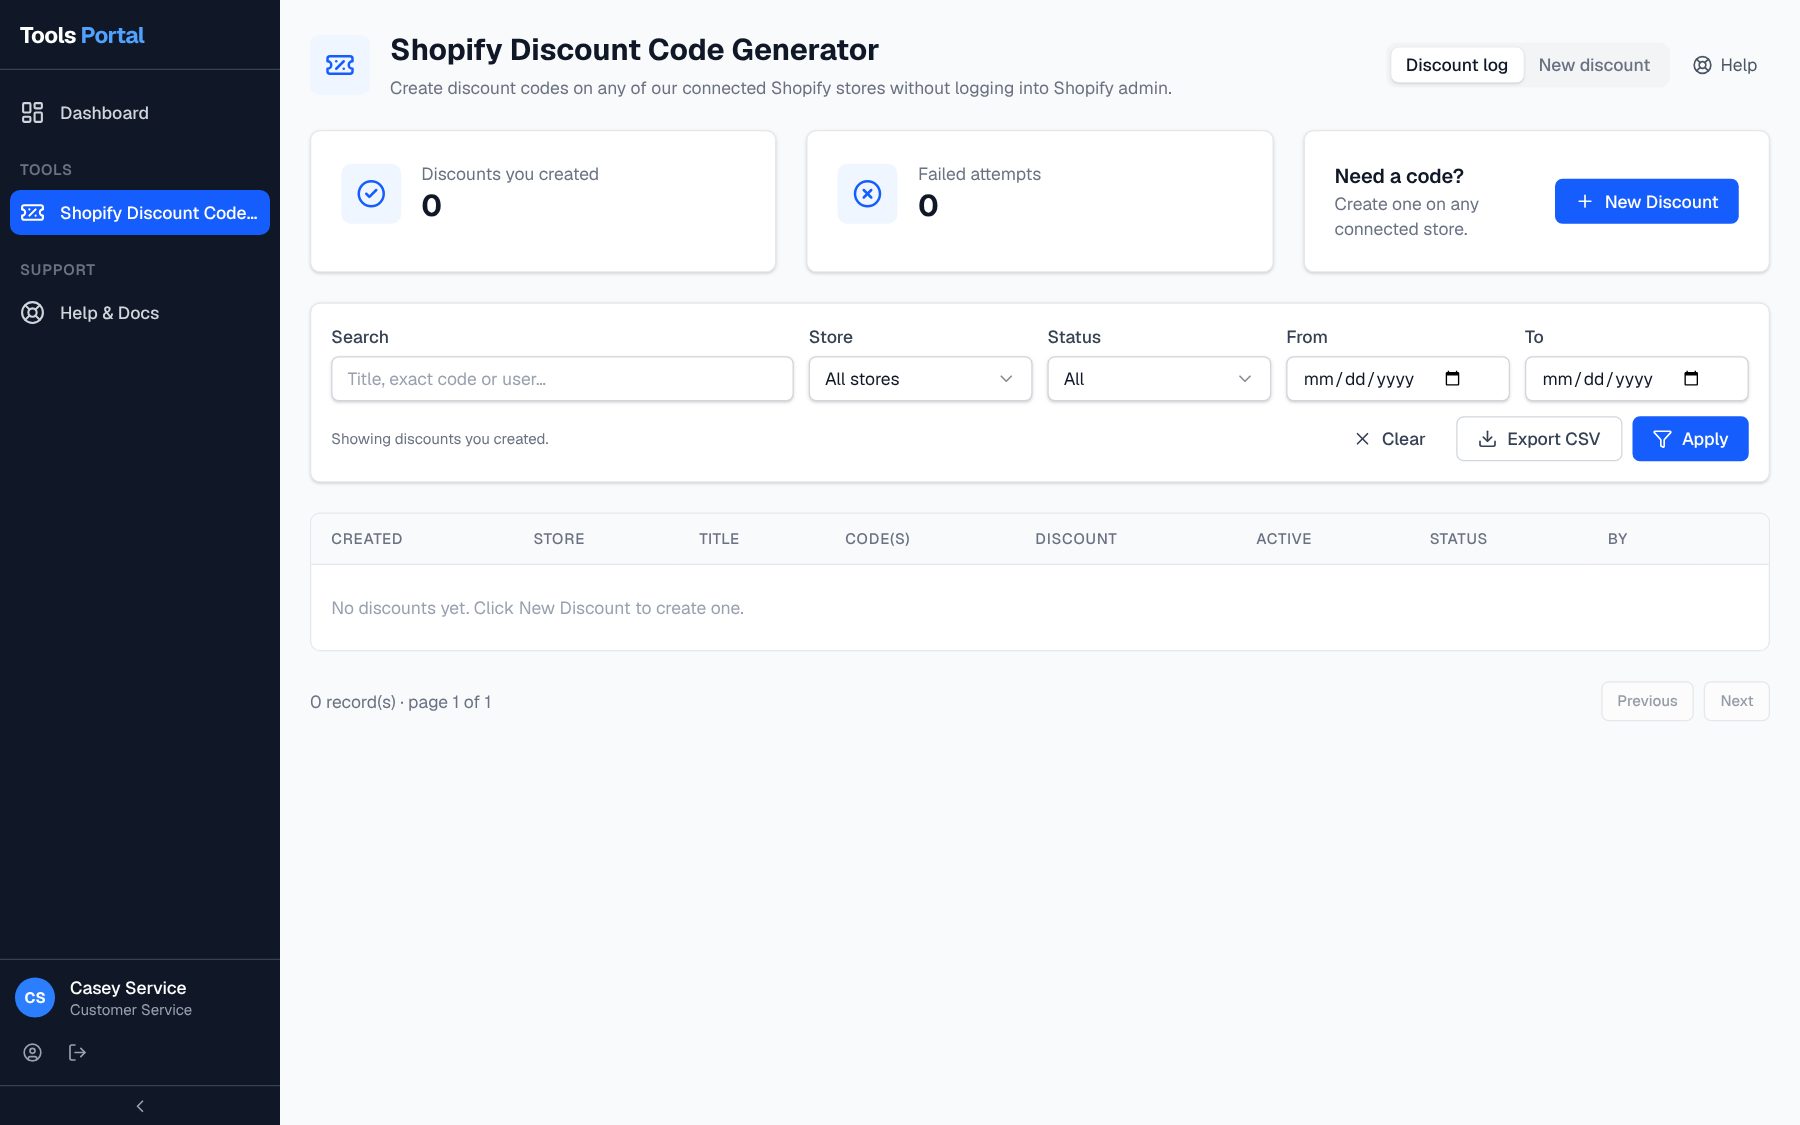 Tools Portal
Dashboard
TOOLS
Shopify Discount Code...
SUPPORT
Help & Docs
Casey Service
CS
Customer Service
Shopify Discount Code Generator
Create discount codes on any of our connected Shopify stores without logging into Shopify admin.
Discount log
New discount
Help
Discounts you created
0
Failed attempts
0
Need a code?
Create one on any
connected store.
New Discount
Search
Store
Status
From
To
Title, exact code or user...
All stores
All
mm/dd/yyyy
mm/dd/yyyy
Showing discounts you created.
Clear
Export CSV
Apply
CREATED
STORE
TITLE
CODE(S)
DISCOUNT
ACTIVE
STATUS
BY
No discounts yet. Click New Discount to create one.
0 record(s) · page 1 of 1
Previous
Next